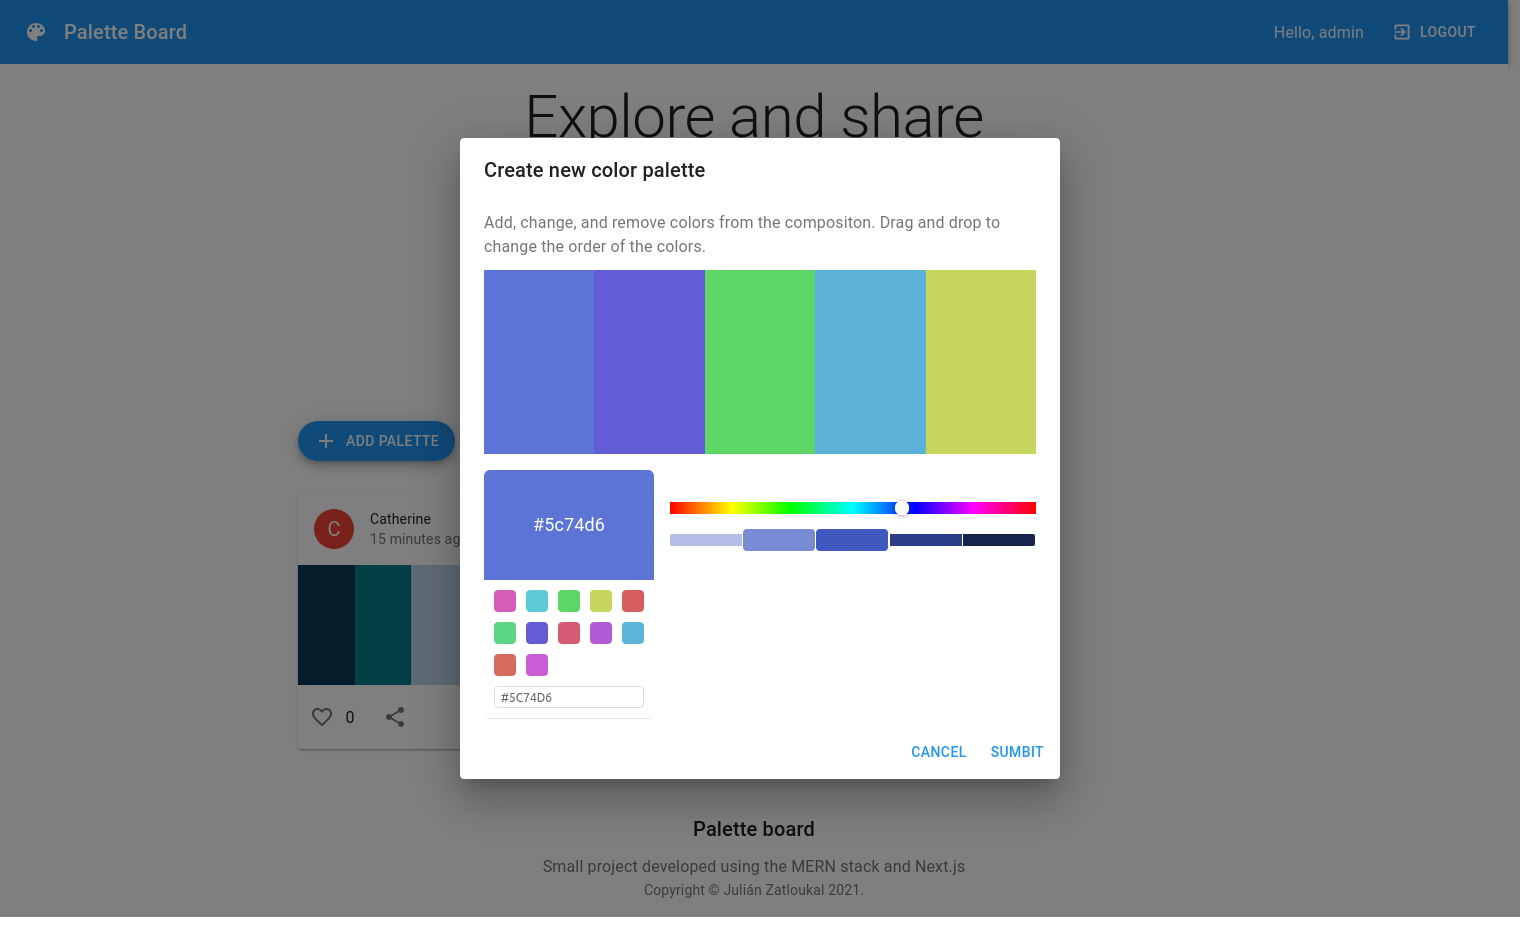 Palette Board
Hello, admin
LOGOUT
Explore and share
Create new color palette
Add, change, and remove colors from the compositon. Drag and drop to
change the order of the colors.
ADD PALETTE
#5c74d6
C
Catherine
15 minutes ag
#5C74D6
0
CANCEL
SUMBIT
Palette board
Small project developed using the MERN stack and Next.js
Copyright © Julián Zatloukal 2021.